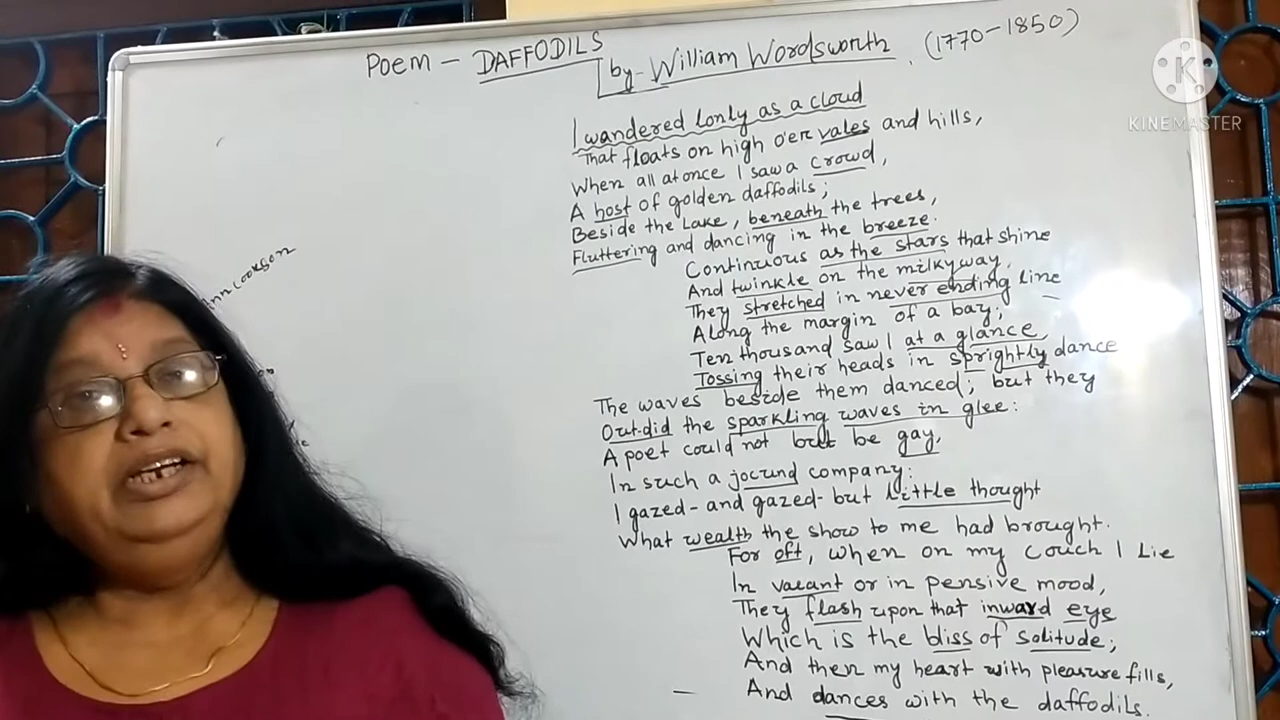 Poem - DAFFODILS
by - William Wordsworth (1770-1850)
KINEMASTER
I wandered lonly as a cloud
That floats on high o'er vales and hills,
When all at once I saw a crowd,
A host of golden daffodils;
Beside the Lake, beneath the trees,
Fluttering and dancing in the breeze.
Continuous as the stars that shine
And twinkle on the milkyway,
They stretched in never ending line
Along the margin of a bay;
Ten thousand saw I at a glance,
Tossing their heads in sprightly dance
The waves beside them danced; but they
Out-did the sparkling waves in glee:
A poet could not but be gay,
In such a jocund company:
I gazed - and gazed - but little thought
What wealth the show to me had brought.
For oft, when on my couch I Lie
In vacant or in pensive mood,
They flash upon that inward eye
Which is the bliss of solitude;
And then my heart with pleasure fills,
And dances with the daffodils.
Ann Cookson